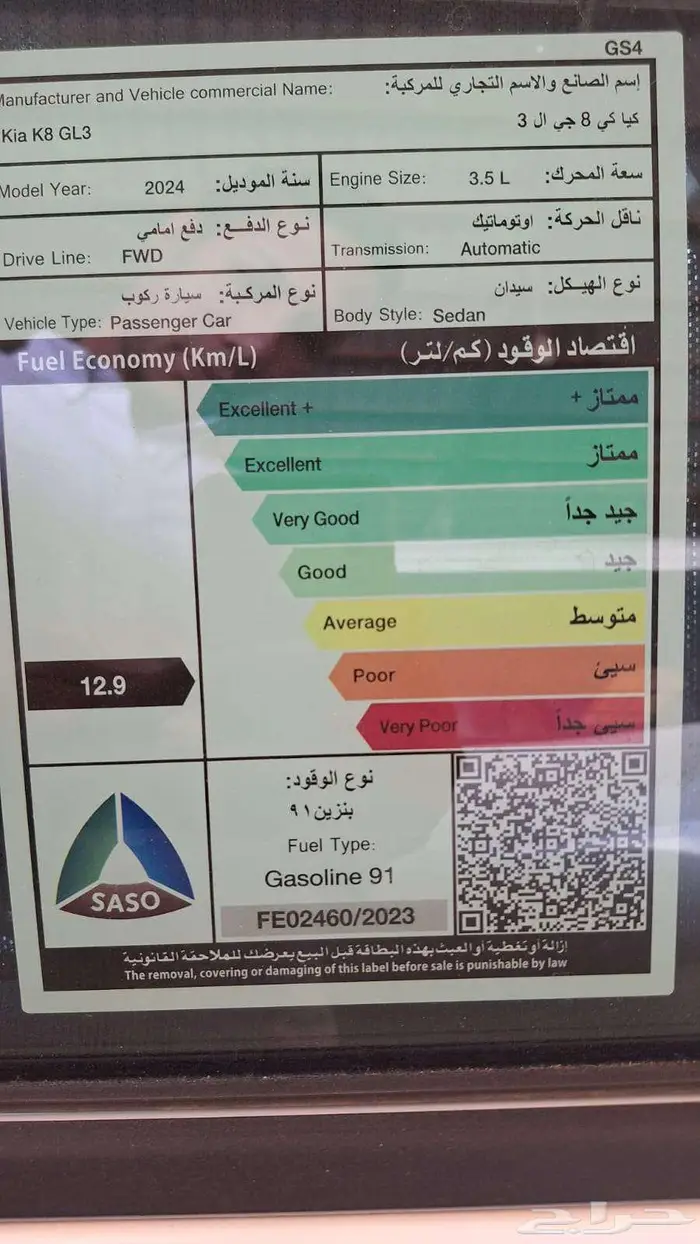 GS4
Manufacturer and Vehicle commercial Name: إسم الصانع والاسم التجاري للمركبة:
Kia K8 GL3 كيا كي 8 جي ال 3
Model Year: 2024 سنة الموديل:
Engine Size: 3.5 L سعة المحرك:
نوع الدفع: دفع امامي
Drive Line: FWD
ناقل الحركة: اوتوماتيك
Transmission: Automatic
نوع المركبة: سيارة ركوب
Vehicle Type: Passenger Car
نوع الهيكل: سيدان
Body Style: Sedan
Fuel Economy (Km/L) اقتصاد الوقود (كم/لتر)
Excellent + ممتاز +
Excellent ممتاز
Very Good جيد جداً
Good جيد
Average متوسط
Poor سيئ
12.9
Very Poor سيئ جداً
SASO
نوع الوقود:
بنزين ٩١
Fuel Type:
Gasoline 91
FE02460/2023
إزالة أو تغطية أو العبث بهذه البطاقة قبل البيع يعرضك للملاحقة القانونية
The removal, covering or damaging of this label before sale is punishable by law
حراج